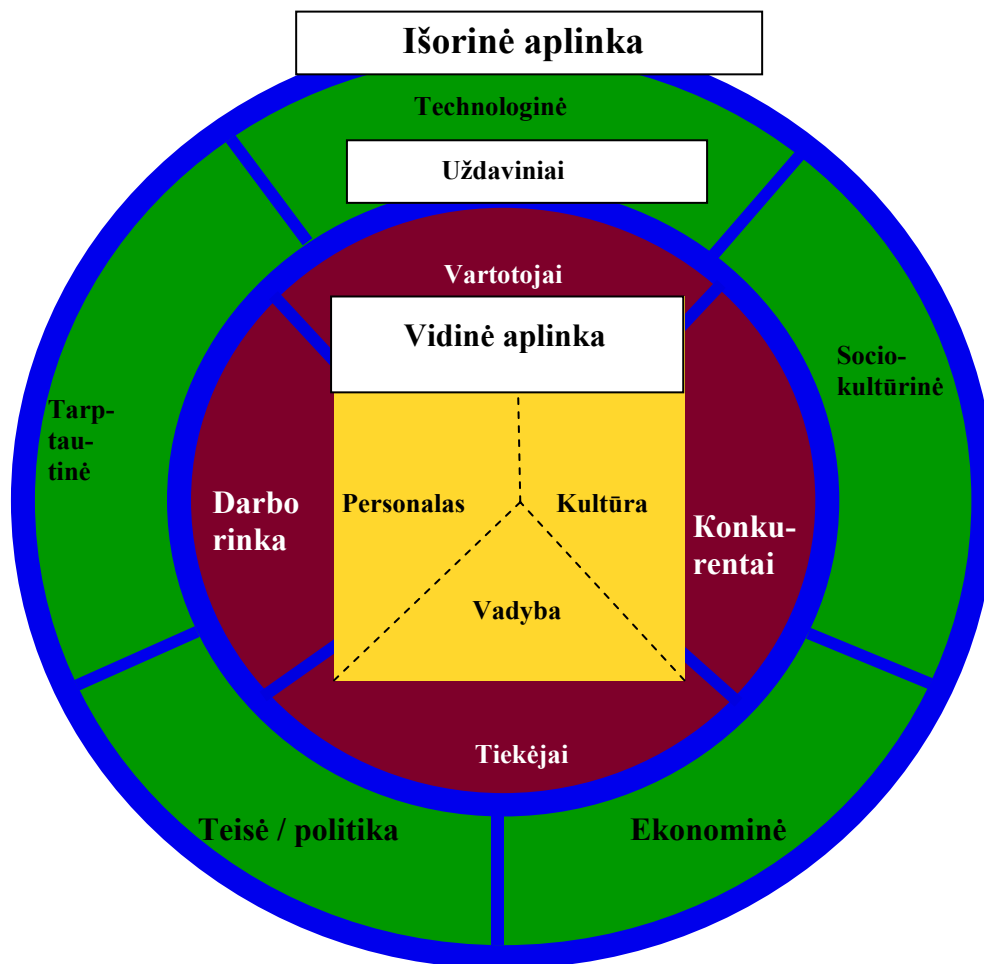 Išorinė aplinka
Technologinė
Uždaviniai
Vartotojai
Vidinė aplinka
Socio-
kultūrinė
Tarp-
tau-
tinė
Darbo
rinka
Personalas
Kultūra
Konku-
rentai
Vadyba
Tiekėjai
Teisė / politika
Ekonominė